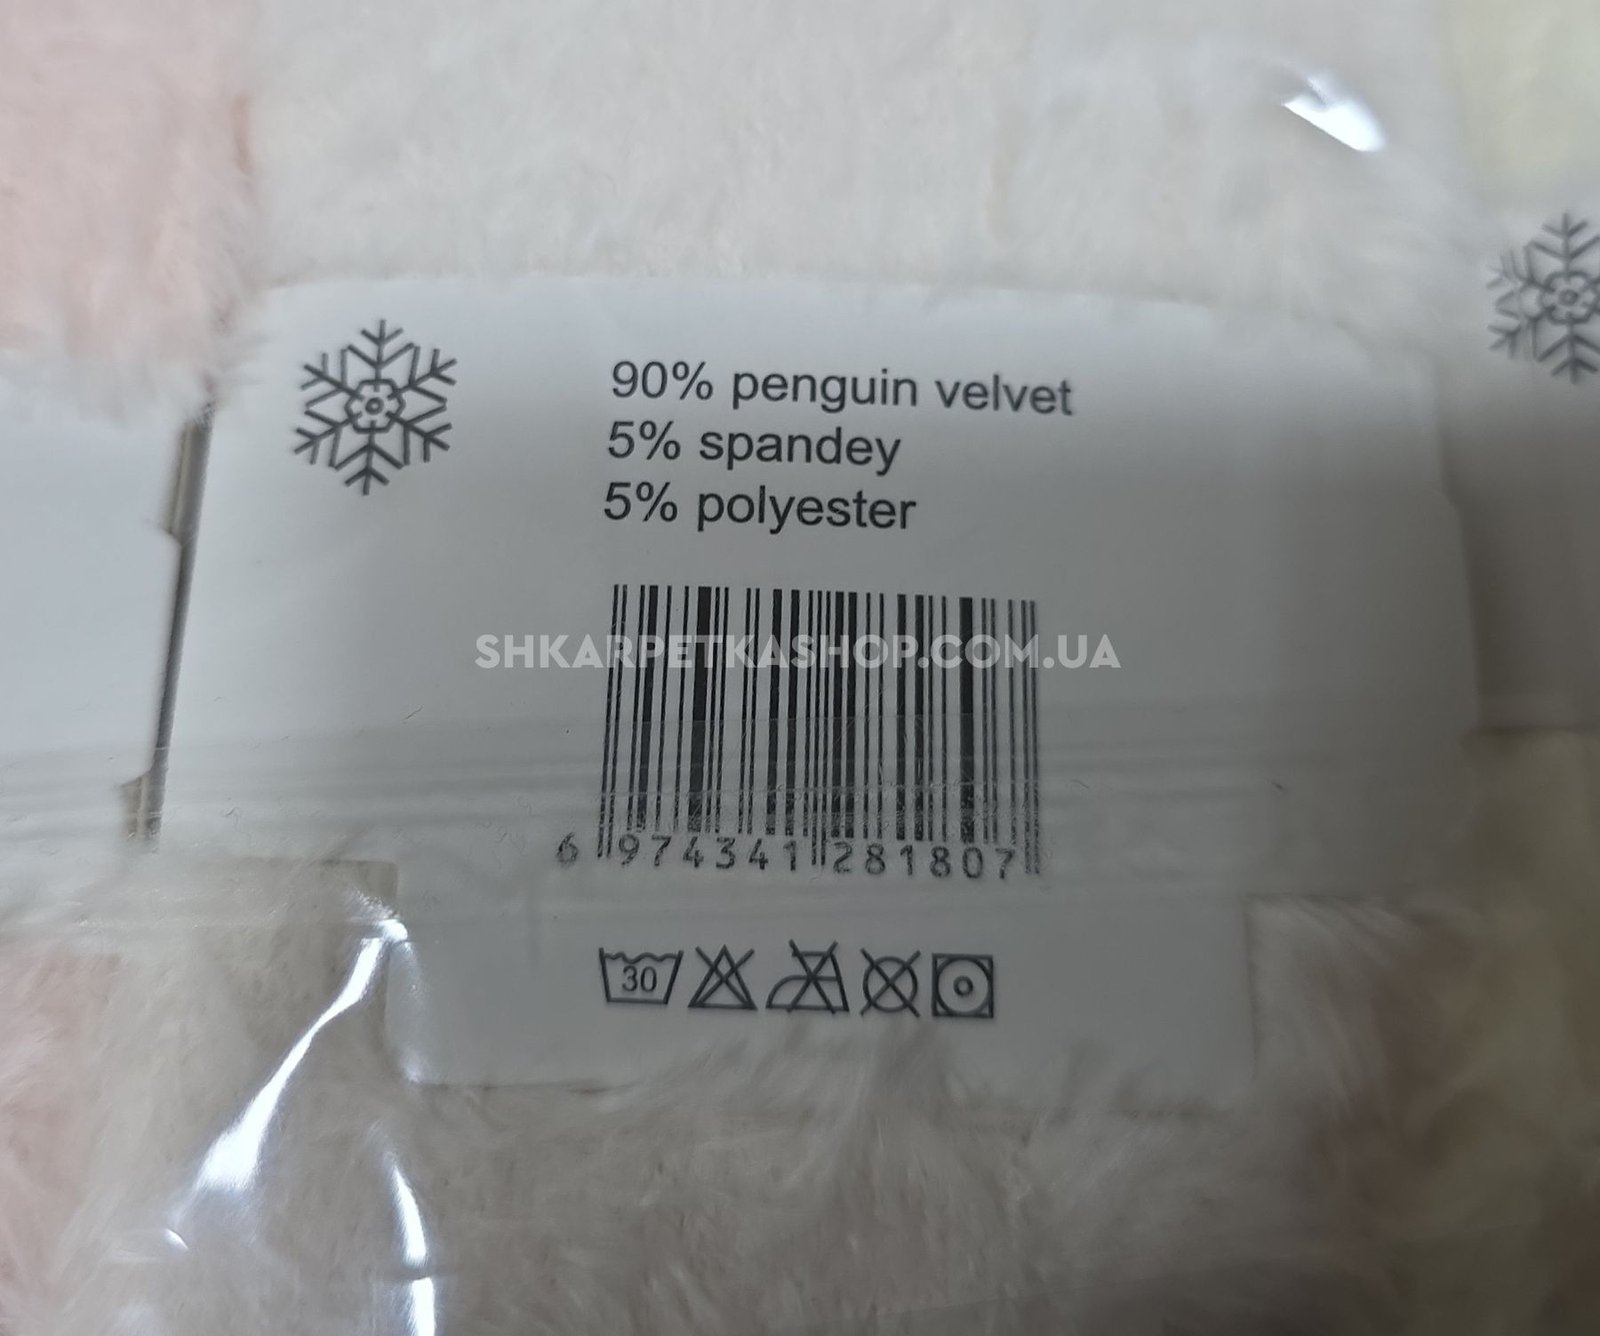 90% penguin velvet
5% spandey
5% polyester
SHKARPETKASHOP.COM.UA
6 974341 281807
30